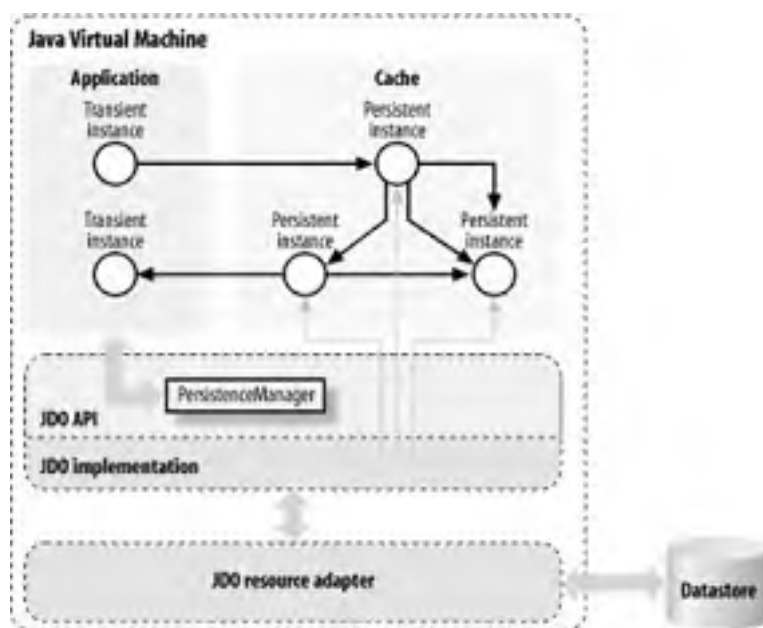 Java Virtual Machine
Application
Cache
Transient
instance
Persistent
instance
Transient
instance
Persistent
instance
Persistent
instance
PersistenceManager
JDO API
JDO implementation
JDO resource adapter
Datastore